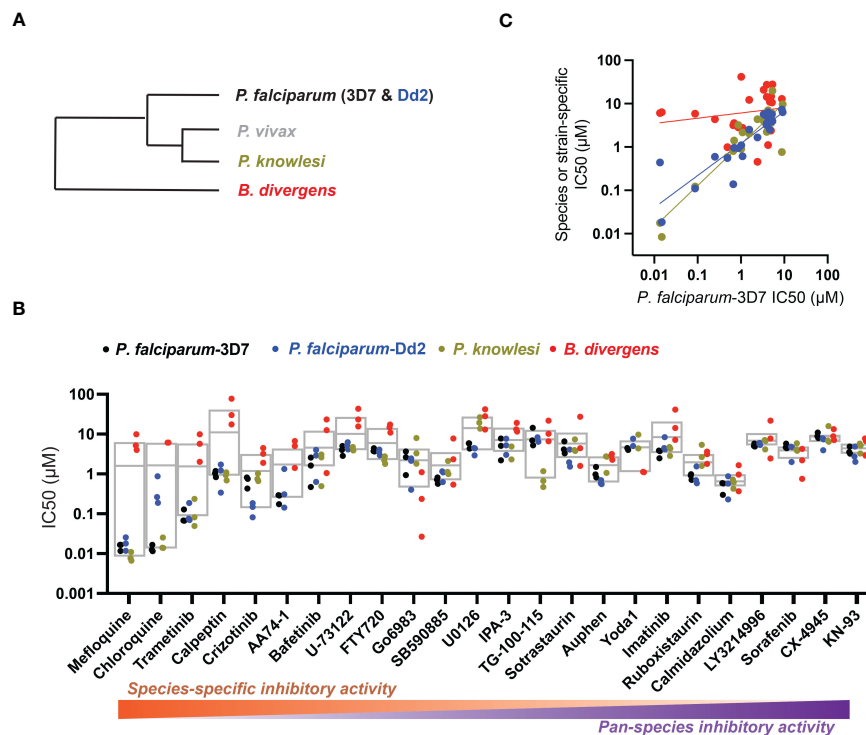 A
P. falciparum (3D7 & Dd2)
P. vivax
P. knowlesi
B. divergens
C
Species or strain-specific
IC50 (µM)
100
10
1
0.1
0.01
0.01 0.1 1 10 100
P. falciparum-3D7 IC50 (µM)
B
P. falciparum-3D7 P. falciparum-Dd2 P. knowlesi B. divergens
IC50 (µM)
100
10
1
0.1
0.01
0.001
Mefloquine
Chloroquine
Trametinib
Calpeptin
Crizotinib
AA74-1
Bafetinib
U-73122
FTY720
Go6983
SB590885
U0126
IPA-3
TG-100-115
Sotrastaurin
Auphen
Yoda1
Imatinib
Ruboxistaurin
Calmidazolium
LY3214996
Sorafenib
CX-4945
KN-93
Species-specific inhibitory activity
Pan-species inhibitory activity